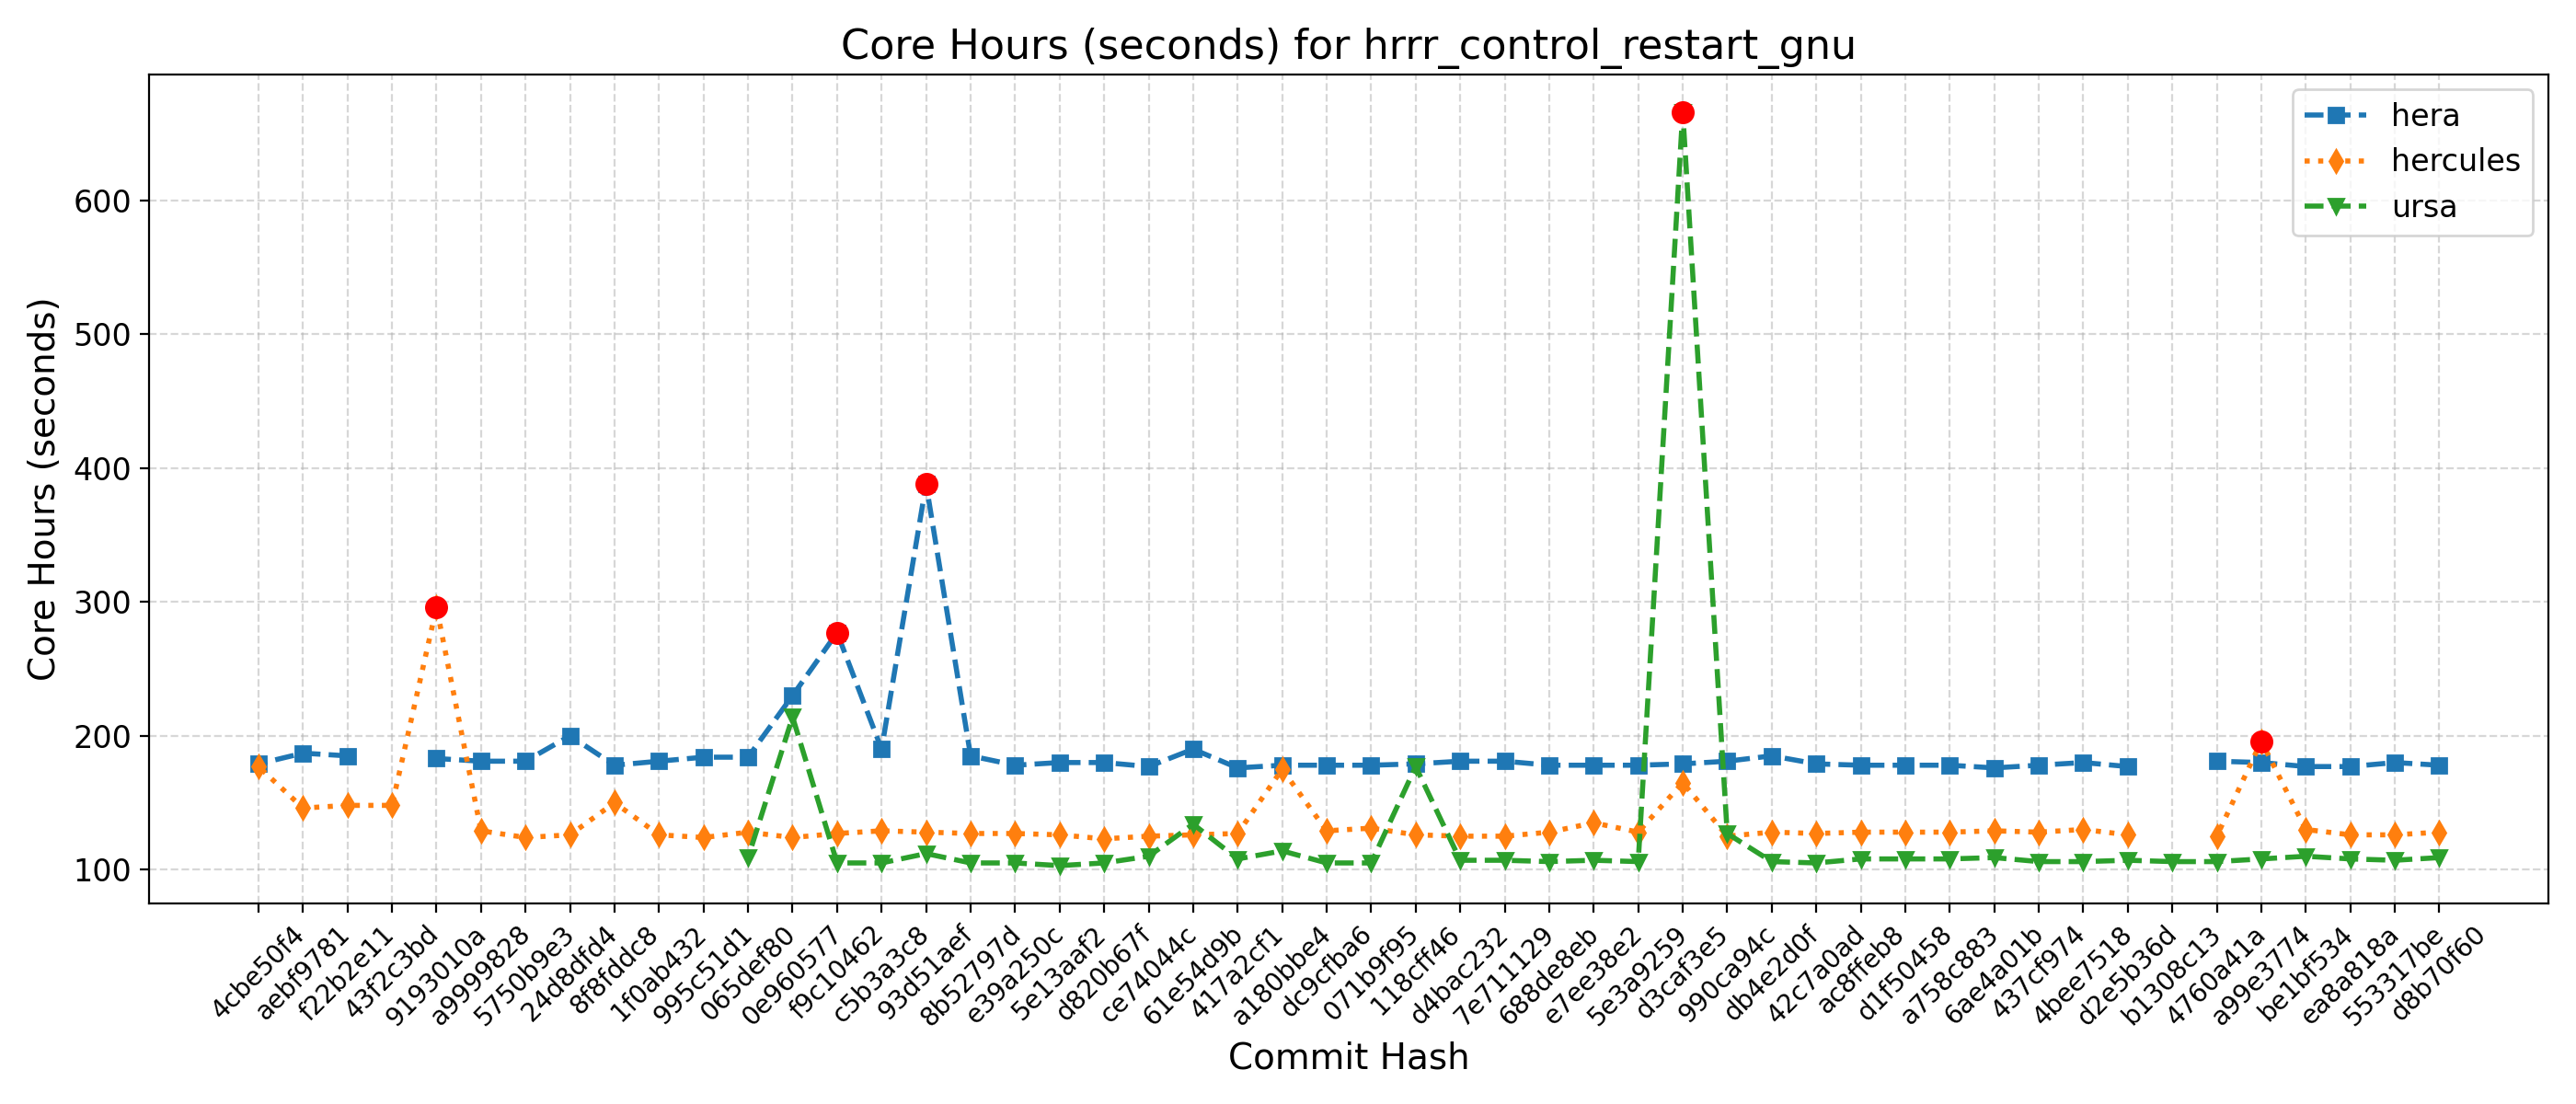 Core Hours (seconds) for hrrr_control_restart_gnu
hera
hercules
ursa
Core Hours (seconds)
600
500
400
300
200
100
4cbe50f4
aebf9781
f22b2e11
43f2c3bd
9193010a
a9999828
5750b9e3
24d8dfd4
8f8fddc8
1f0ab432
995c51d1
065def80
0e960577
f9c10462
c5b3a3c8
93d51aef
8b52797d
e39a250c
5e13aaf2
d820b67f
ce74044c
61e54d9b
417a2cf1
a180bbe4
dc9cfba6
071b9f95
118cff46
d4bac232
7e711129
688de8eb
e7ee38e2
5e3a9259
d3caf3e5
990ca94c
db4e2d0f
42c7a0ad
ac8ffeb8
d1f50458
a758c883
6ae4a01b
437cf974
4bee7518
d2e5b36d
b1308c13
4760a41a
a99e3774
be1bf534
ea8a818a
553317be
d8b70f60
Commit Hash